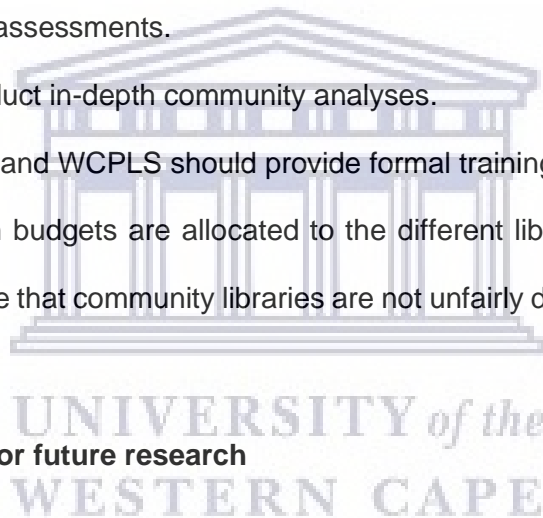 assessments.
duct in-depth community analyses.
and WCPLS should provide formal training
budgets are allocated to the different lib
e that community libraries are not unfairly d
UNIVERSITY of the
or future research
WESTERN CAPE